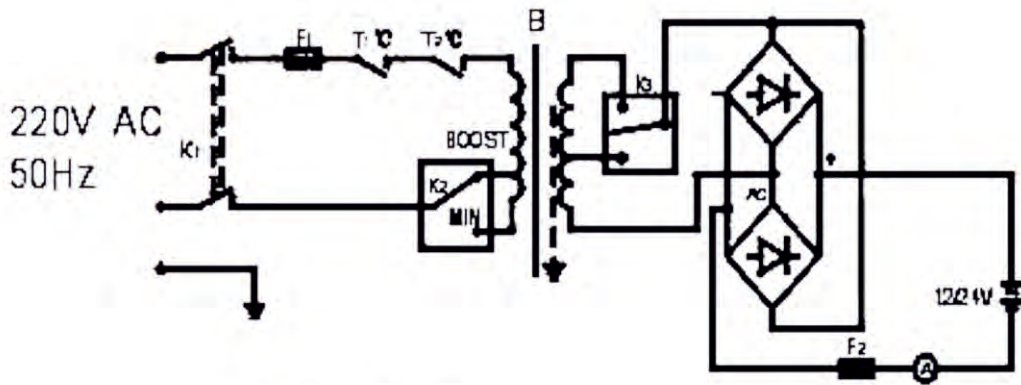 B
F1
T1 ℃
T2 ℃
K3
220V AC
50Hz
K1
BOOST
K2
MIN
+
AC
12/24V
F2
A